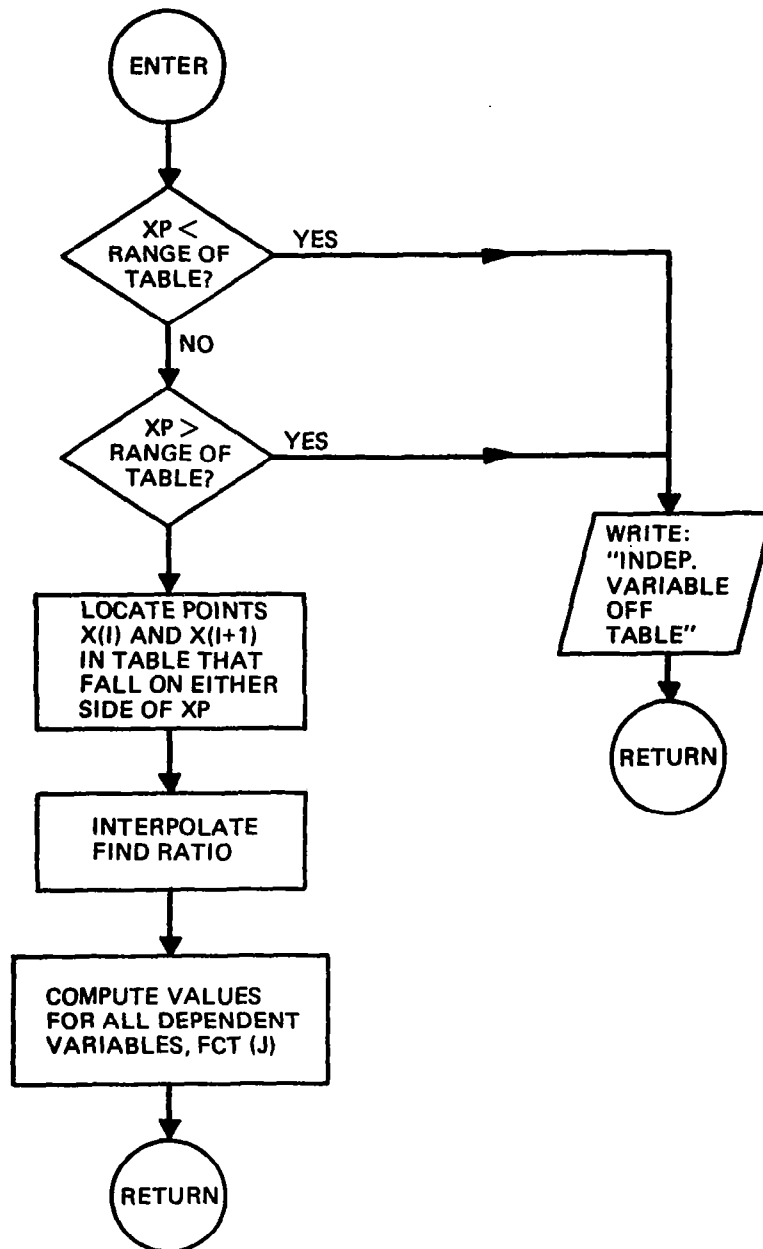 ENTER
XP <
RANGE OF
TABLE?
YES
NO
XP >
RANGE OF
TABLE?
YES
WRITE:
"INDEP.
VARIABLE
OFF
TABLE"
RETURN
LOCATE POINTS
X(I) AND X(I+1)
IN TABLE THAT
FALL ON EITHER
SIDE OF XP
INTERPOLATE
FIND RATIO
COMPUTE VALUES
FOR ALL DEPENDENT
VARIABLES, FCT (J)
RETURN